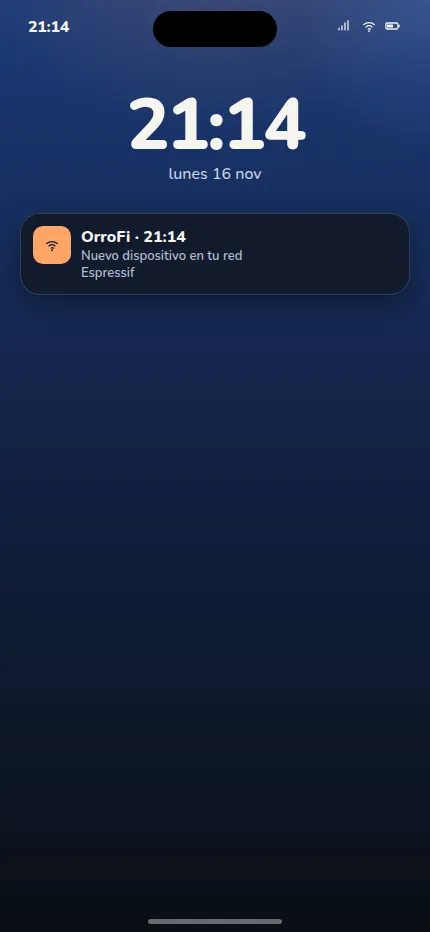 21:14
21:14
lunes 16 nov
OrroFi · 21:14
Nuevo dispositivo en tu red
Espressif